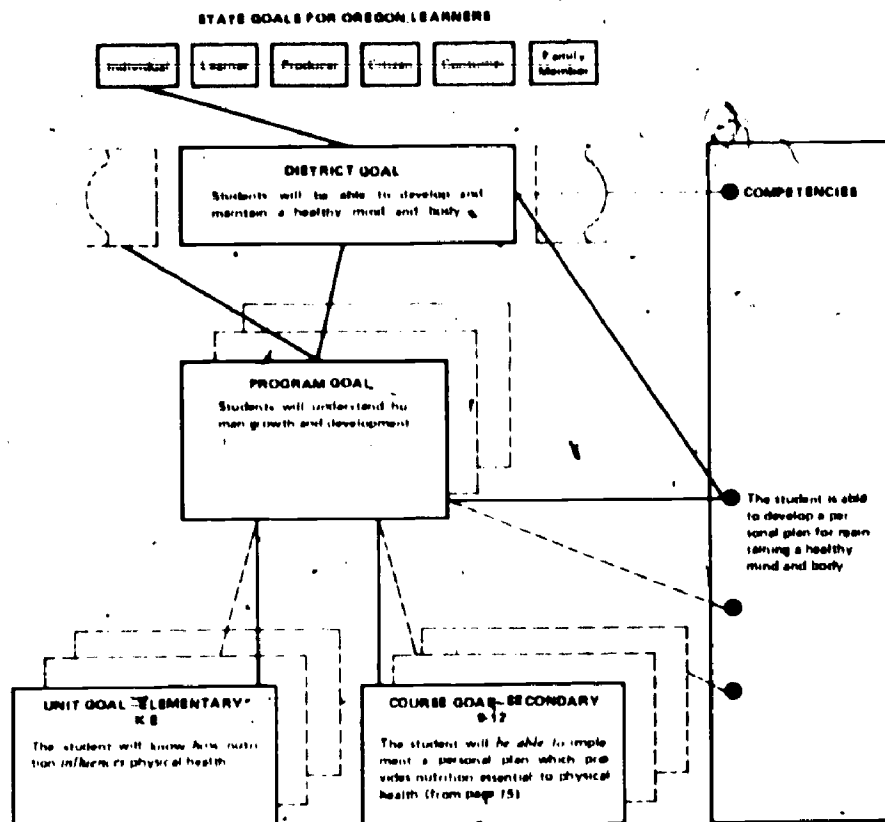 STATE GOALS FOR OREGON LEARNERS
Individual Learner Producer Citizen Consumer Family
Member
DISTRICT GOAL
Students will be able to develop and
maintain a healthy mind and body
COMPETENCIES
PROGRAM GOAL
Students will understand hu
man growth and development
The student is able
to develop a per
sonal plan for main
taining a healthy
mind and body
UNIT GOAL ELEMENTARY
K-8
The student will know how nutri
tion influences physical health
COURSE GOAL-SECONDARY
9-12
The student will be able to imple
ment a personal plan which pro
vides nutrition essential to physical
health (from page 15)